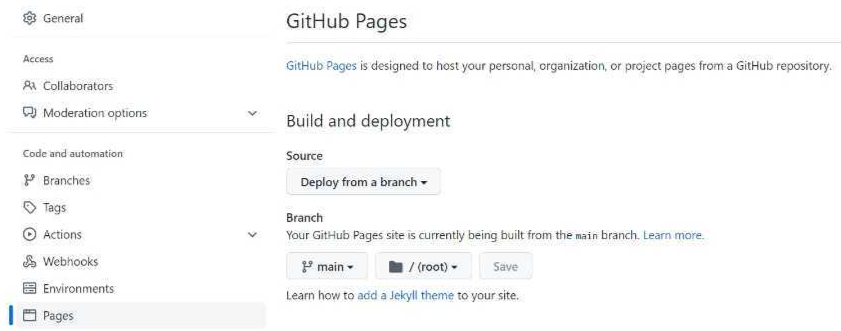 General
Access
Collaborators
Moderation options
Code and automation
Branches
Tags
Actions
Webhooks
Environments
Pages
GitHub Pages
GitHub Pages is designed to host your personal, organization, or project pages from a GitHub repository.
Build and deployment
Source
Deploy from a branch
Branch
Your GitHub Pages site is currently being built from the main branch. Learn more.
main / (root) Save
Learn how to add a Jekyll theme to your site.